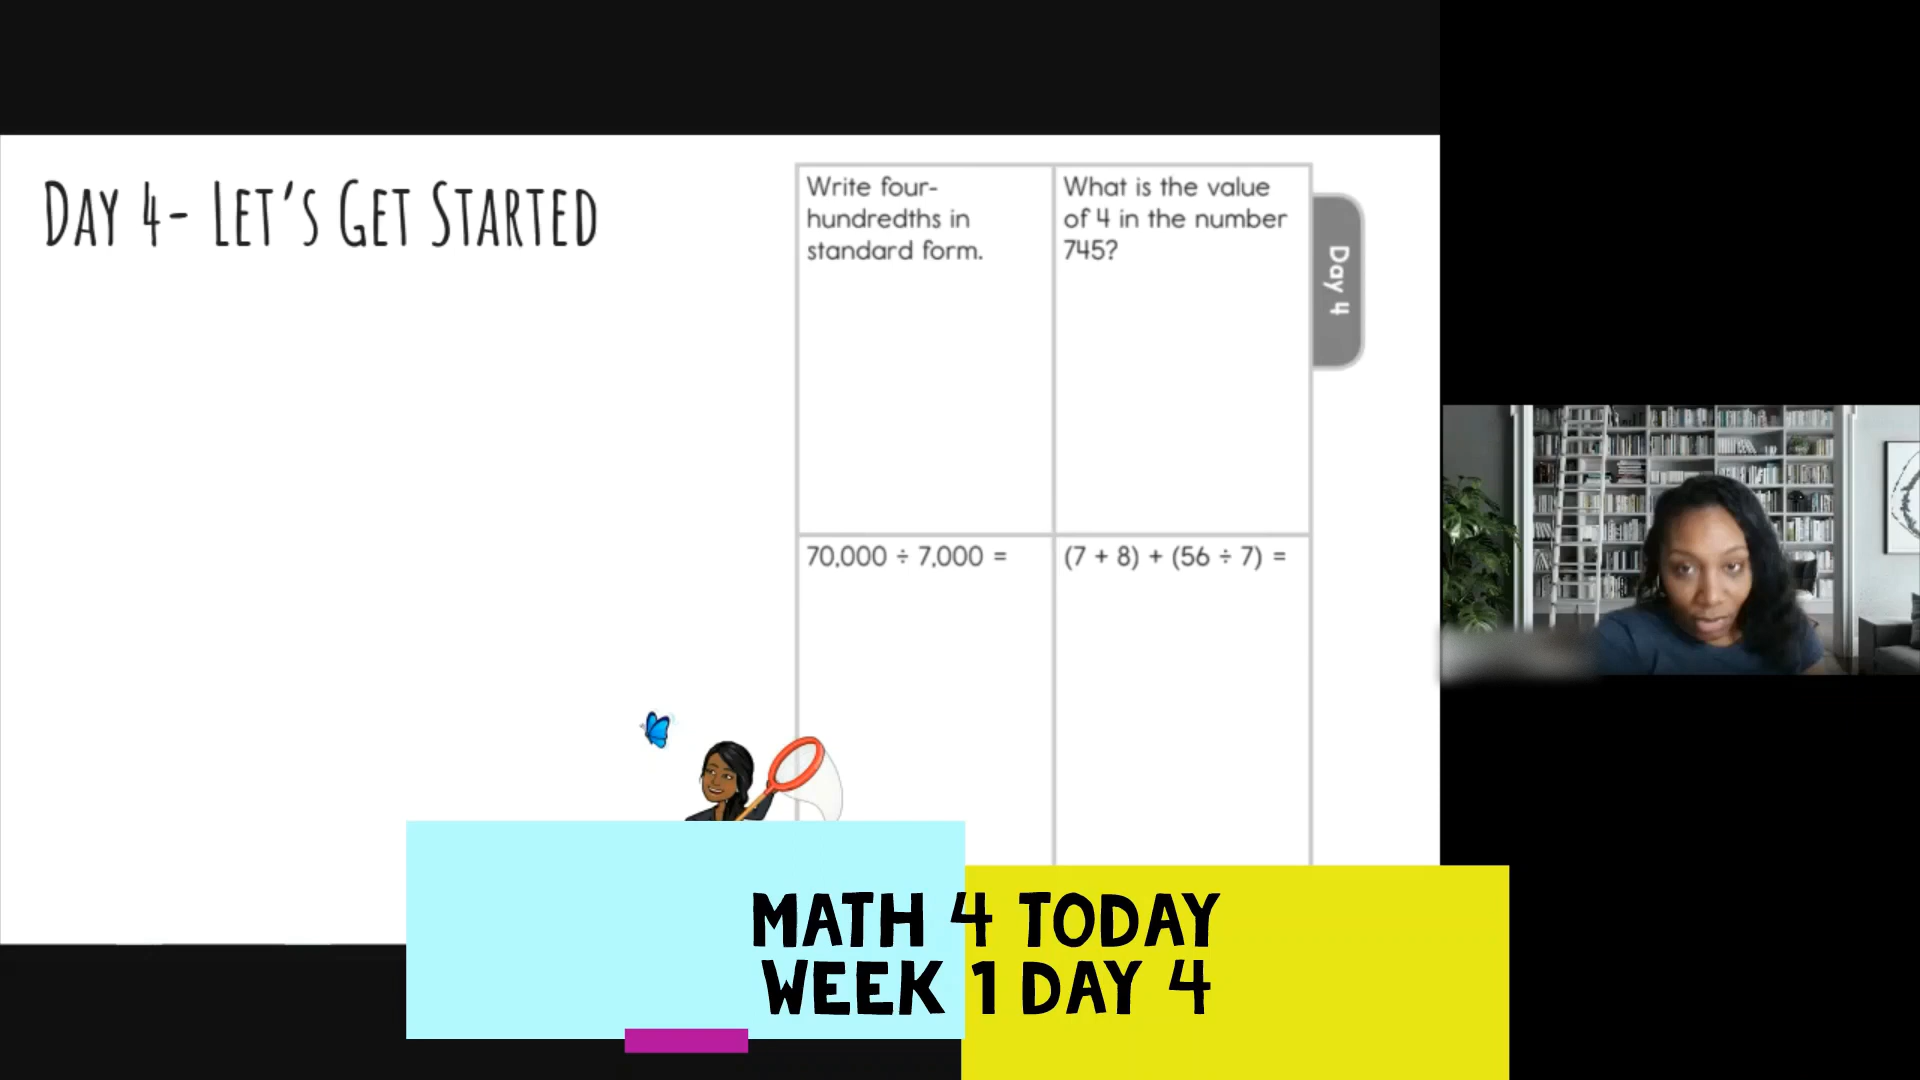 DAY 4- LET'S GET STARTED
Write four-
hundredths in
standard form.
What is the value
of 4 in the number
745?
Day 4
70,000 ÷ 7,000 =
(7 + 8) + (56 ÷ 7) =
MATH 4 TODAY
WEEK 1 DAY 4